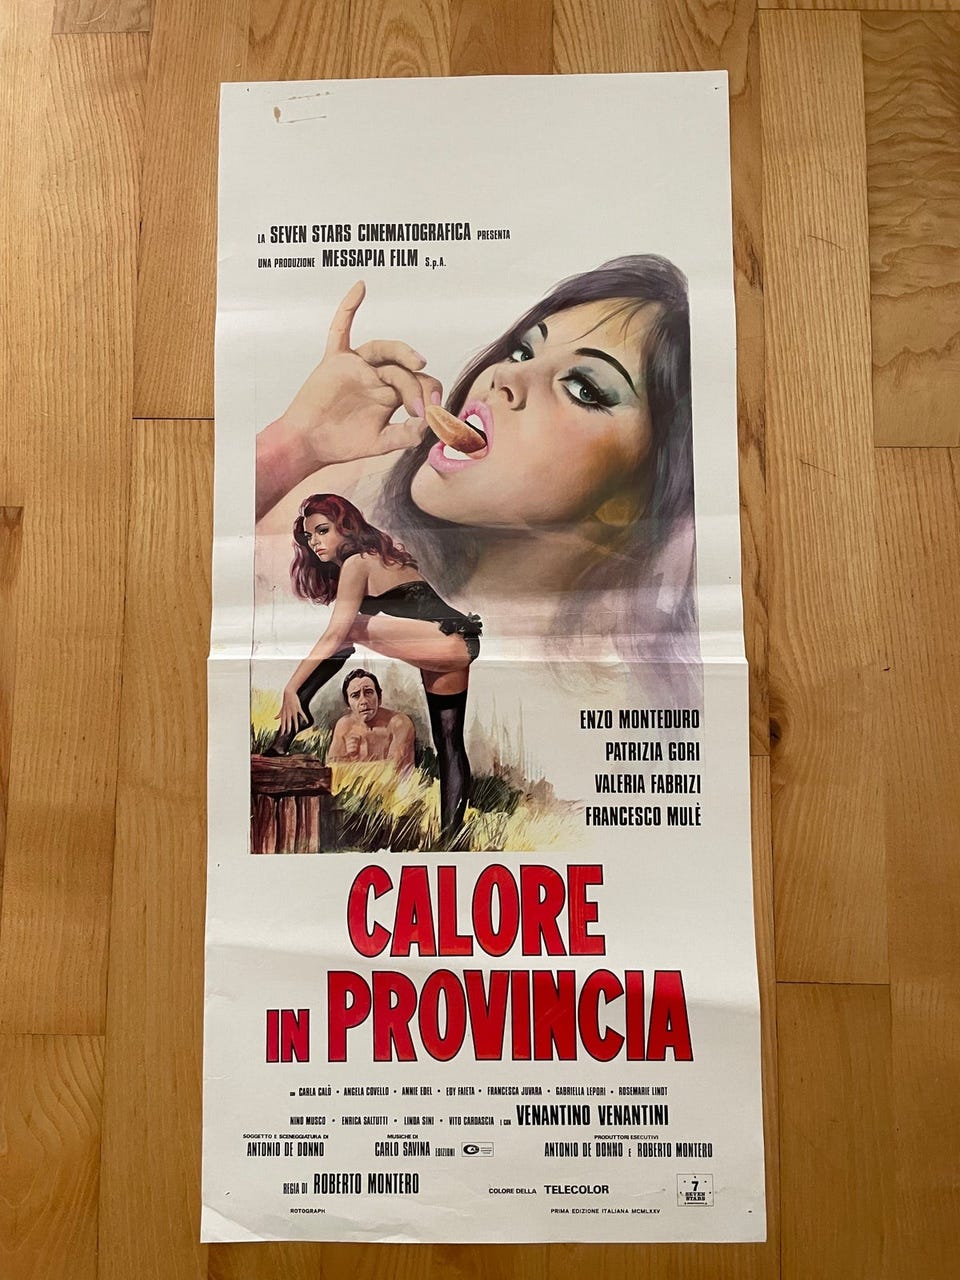 LA SEVEN STARS CINEMATOGRAFICA PRESENTA
UNA PRODUZIONE MESSAPIA FILM S.p.A.
ENZO MONTEDURO
PATRIZIA GORI
VALERIA FABRIZI
FRANCESCO MULÈ
CALORE
IN PROVINCIA
CON CARLA CALÒ • ANGELA COVELLO • ANNIE EDEL • EDY FAIETA • FRANCESCA JUVARA • GABRIELLA LEPORI • ROSEMARIE LINDT
NINO MUSCO • ENRICA SALTUTTI • LINDA SINI • VITO CARDASCIA E CON VENANTINO VENANTINI
SOGGETTO E SCENEGGIATURA DI
ANTONIO DE DONNO
MUSICHE DI
CARLO SAVINA EDIZIONI
PRODUTTORI ESECUTIVI
ANTONIO DE DONNO E ROBERTO MONTERO
REGIA DI ROBERTO MONTERO
COLORE DELLA TELECOLOR
7
SEVEN
STARS
ROTOGRAPH
PRIMA EDIZIONE ITALIANA MCMLXXV